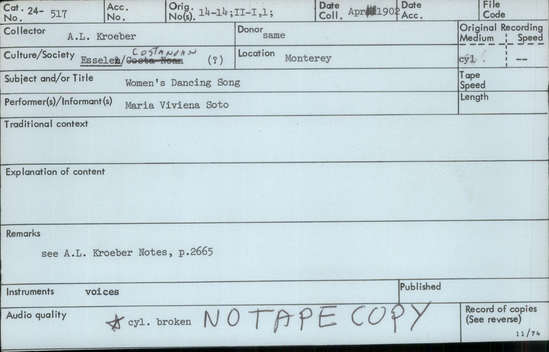 Cat. 24- 517 Acc. Orig. 14-14;II-I,1; Date Apr 1902 Date File
No. No. No(s). Coll. Acc. Code
Collector A.L. Kroeber Donor same Original Recording
Medium Speed
Culture/Society Esselen/ COSTANOAN (?) Location Monterey cyl. --
Subject and/or Title Women's Dancing Song Tape
Speed
Performer(s)/Informant(s) Maria Viviena Soto Length
Traditional context
Explanation of content
Remarks
see A.L. Kroeber Notes, p.2665
Instruments voices Published
Audio quality cyl. broken NO TAPE COPY Record of copies
(See reverse)
11/74